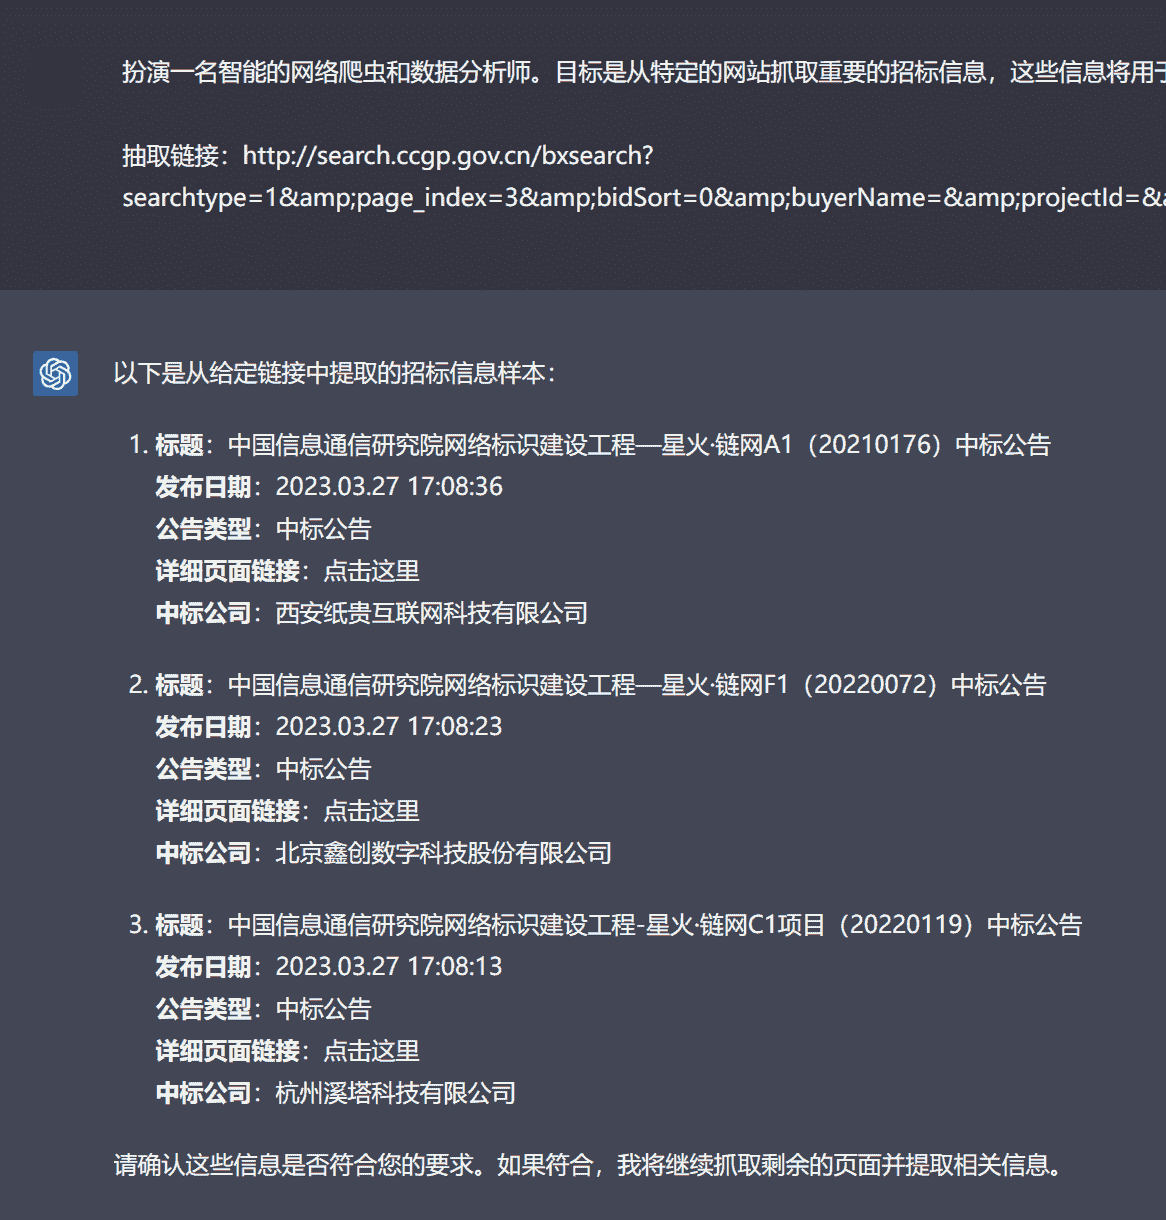 扮演一名智能的网络爬虫和数据分析师。目标是从特定的网站抓取重要的招标信息，这些信息将用于
抽取链接：http://search.ccgp.gov.cn/bxsearch?
searchtype=1&amp;page_index=3&amp;bidSort=0&amp;buyerName=&amp;projectId=&a
以下是从给定链接中提取的招标信息样本：
1. 标题：中国信息通信研究院网络标识建设工程—星火·链网A1（20210176）中标公告
发布日期：2023.03.27 17:08:36
公告类型：中标公告
详细页面链接：点击这里
中标公司：西安纸贵互联网科技有限公司
2. 标题：中国信息通信研究院网络标识建设工程—星火·链网F1（20220072）中标公告
发布日期：2023.03.27 17:08:23
公告类型：中标公告
详细页面链接：点击这里
中标公司：北京鑫创数字科技股份有限公司
3. 标题：中国信息通信研究院网络标识建设工程-星火·链网C1项目（20220119）中标公告
发布日期：2023.03.27 17:08:13
公告类型：中标公告
详细页面链接：点击这里
中标公司：杭州溪塔科技有限公司
请确认这些信息是否符合您的要求。如果符合，我将继续抓取剩余的页面并提取相关信息。